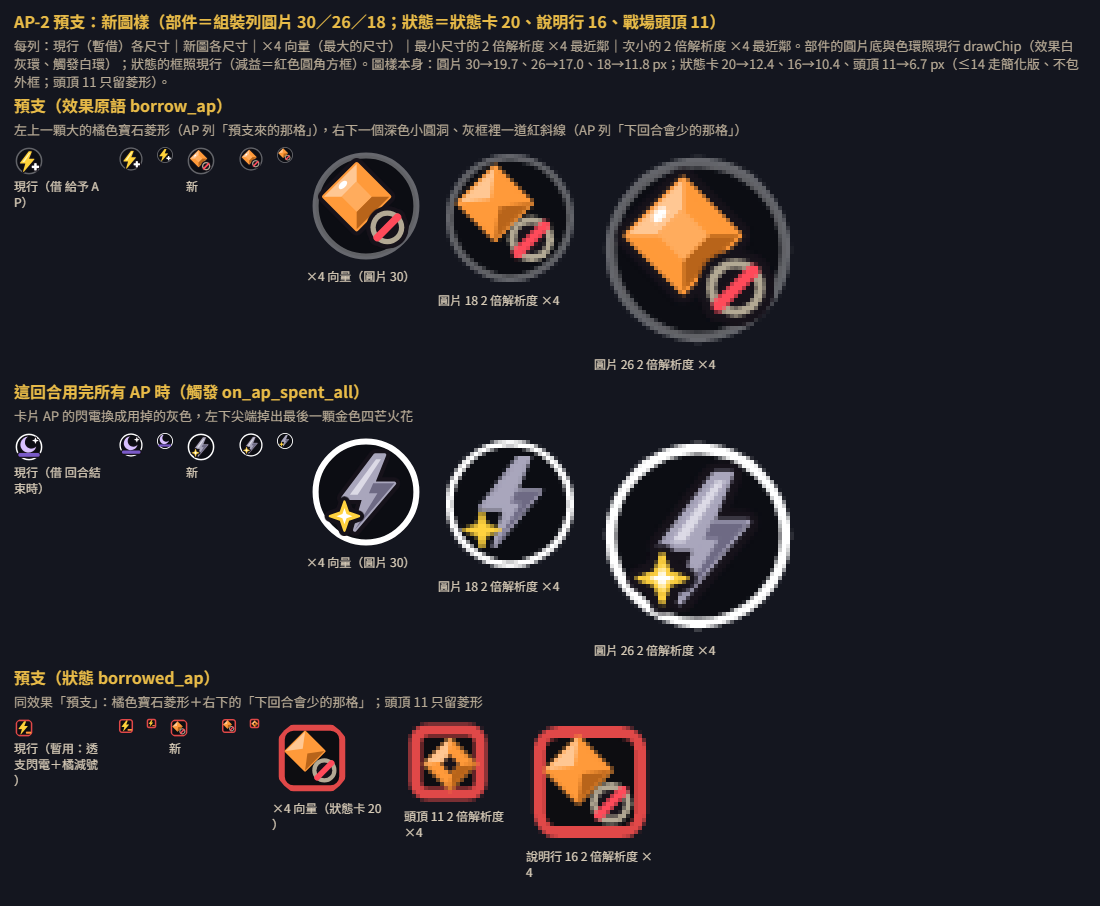 AP-2 預支：新圖樣（部件＝組裝列圓片 30／26／18；狀態＝狀態卡 20、說明行 16、戰場頭頂 11）
每列：現行（暫借）各尺寸｜新圖各尺寸｜×4 向量（最大的尺寸）｜最小尺寸的 2 倍解析度 ×4 最近鄰｜次小的 2 倍解析度 ×4 最近鄰。部件的圓片底與色環照現行 drawChip（效果白
灰環、觸發白環）；狀態的框照現行（減益＝紅色圓角方框）。圖樣本身：圓片 30→19.7、26→17.0、18→11.8 px；狀態卡 20→12.4、16→10.4、頭頂 11→6.7 px（≤14 走簡化版、不包
外框；頭頂 11 只留菱形）。
預支（效果原語 borrow_ap）
左上一顆大的橘色寶石菱形（AP 列「預支來的那格」），右下一個深色小圓洞、灰框裡一道紅斜線（AP 列「下回合會少的那格」）
現行（借 給予 A
P）
新
×4 向量（圓片 30）
圓片 18 2 倍解析度 ×4
圓片 26 2 倍解析度 ×4
這回合用完所有 AP 時（觸發 on_ap_spent_all）
卡片 AP 的閃電換成用掉的灰色，左下尖端掉出最後一顆金色四芒火花
現行（借 回合結
束時）
新
×4 向量（圓片 30）
圓片 18 2 倍解析度 ×4
圓片 26 2 倍解析度 ×4
預支（狀態 borrowed_ap）
同效果「預支」：橘色寶石菱形＋右下的「下回合會少的那格」；頭頂 11 只留菱形
現行（暫用：透
支閃電＋橘減號
）
新
×4 向量（狀態卡 20
）
頭頂 11 2 倍解析度
×4
說明行 16 2 倍解析度 ×
4